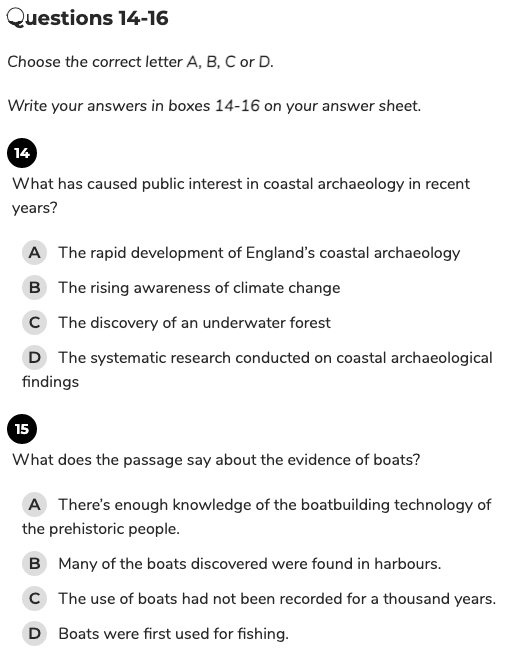 Questions 14-16
Choose the correct letter A, B, C or D.
Write your answers in boxes 14-16 on your answer sheet.
14
What has caused public interest in coastal archaeology in recent
years?
A The rapid development of England's coastal archaeology
B The rising awareness of climate change
C The discovery of an underwater forest
D The systematic research conducted on coastal archaeological
findings
15
What does the passage say about the evidence of boats?
A There's enough knowledge of the boatbuilding technology of
the prehistoric people.
B Many of the boats discovered were found in harbours.
C The use of boats had not been recorded for a thousand years.
D Boats were first used for fishing.